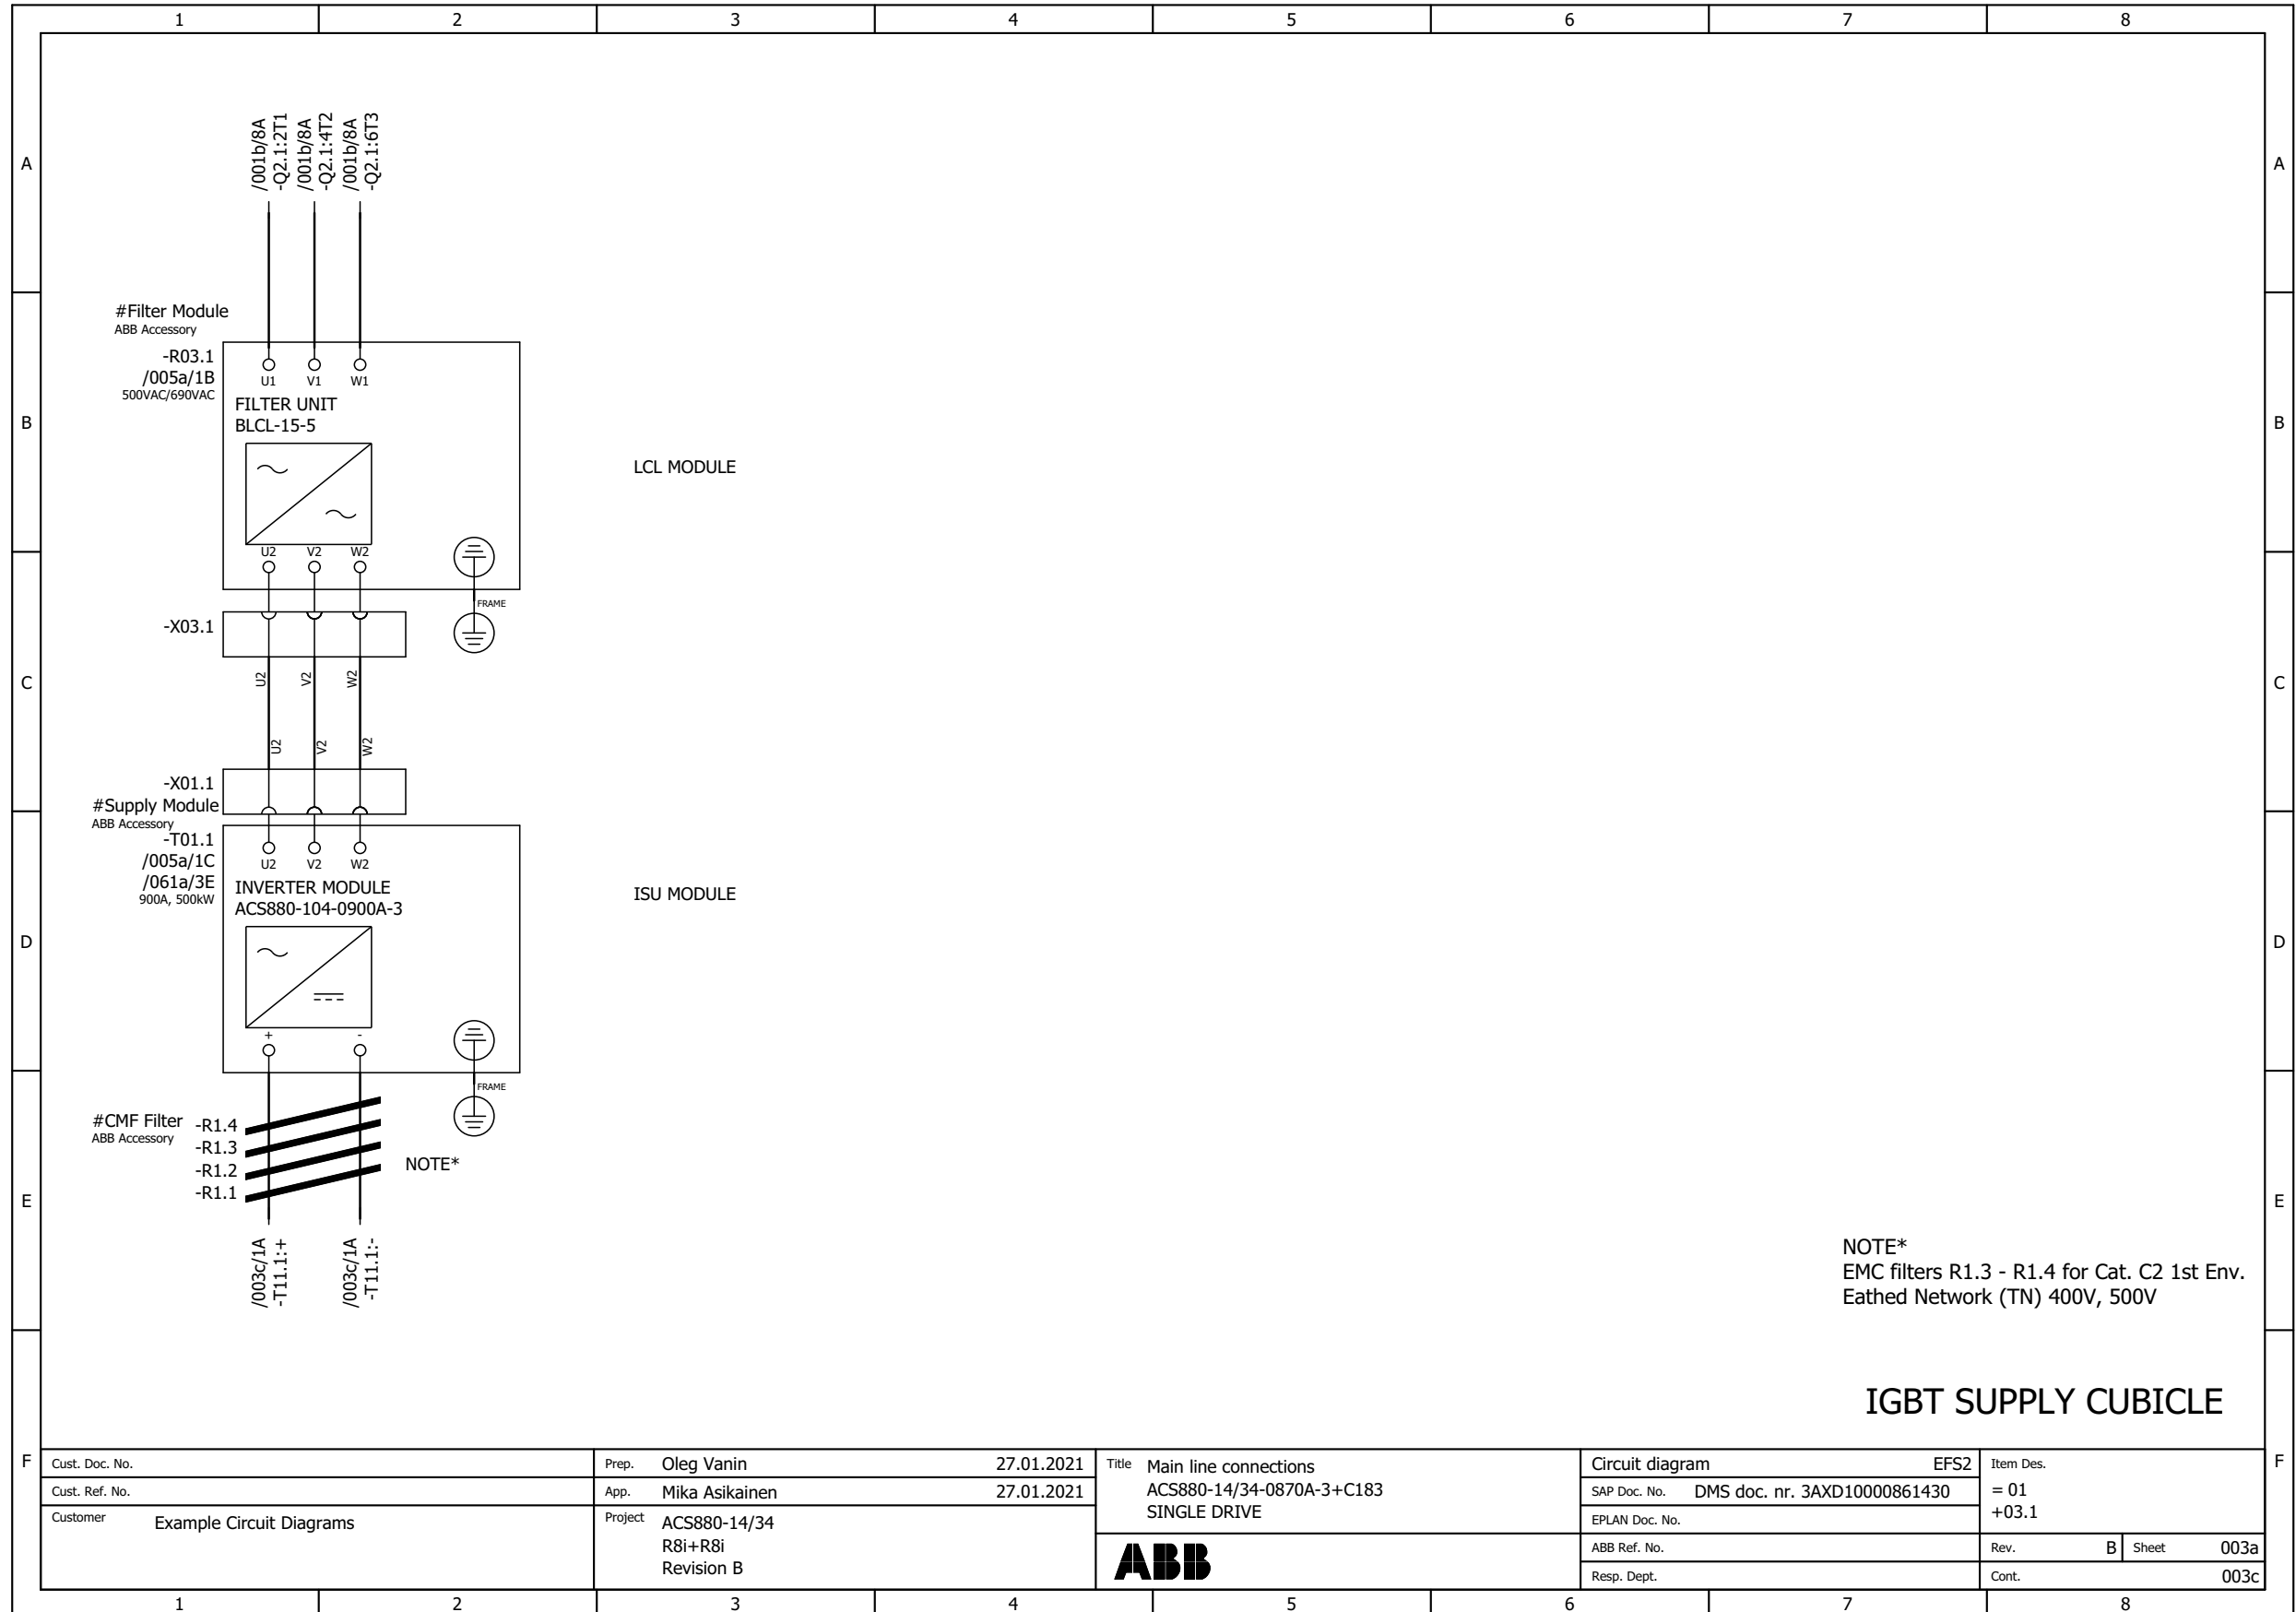 1 2 3 4 5 6 7 8
A A
/001b/8A
-Q2.1:2T1
/001b/8A
-Q2.1:4T2
/001b/8A
-Q2.1:6T3
#Filter Module
ABB Accessory
-R03.1
/005a/1B
500VAC/690VAC
U1 V1 W1
FILTER UNIT
BLCL-15-5
B B
LCL MODULE
U2 V2 W2
FRAME
-X03.1
U2 V2 W2
C C
U2 V2 W2
-X01.1
#Supply Module
ABB Accessory
-T01.1
/005a/1C
/061a/3E
900A, 500kW
U2 V2 W2
INVERTER MODULE
ACS880-104-0900A-3
ISU MODULE
D D
+ -
FRAME
#CMF Filter
ABB Accessory
-R1.4
-R1.3
-R1.2
-R1.1
NOTE*
E E
/003c/1A
-T11.1:+
/003c/1A
-T11.1:-
NOTE*
EMC filters R1.3 - R1.4 for Cat. C2 1st Env.
Eathed Network (TN) 400V, 500V
IGBT SUPPLY CUBICLE
F F
Cust. Doc. No.
Cust. Ref. No.
Customer Example Circuit Diagrams
Prep. Oleg Vanin 27.01.2021
App. Mika Asikainen 27.01.2021
Project ACS880-14/34
R8i+R8i
Revision B
Title Main line connections
ACS880-14/34-0870A-3+C183
SINGLE DRIVE
ABB
Circuit diagram EFS2
SAP Doc. No. DMS doc. nr. 3AXD10000861430
EPLAN Doc. No.
ABB Ref. No.
Resp. Dept.
Item Des.
= 01
+03.1
Rev. B Sheet 003a
Cont. 003c
1 2 3 4 5 6 7 8